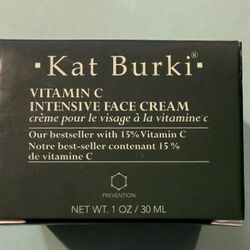 ▪Kat Burki®▪
VITAMIN C
INTENSIVE FACE CREAM
crème pour le visage à la vitamine c
Our bestseller with 15% Vitamin C
Notre best-seller contenant 15 %
de vitamine C
PREVENTION
NET WT. 1 OZ / 30 ML